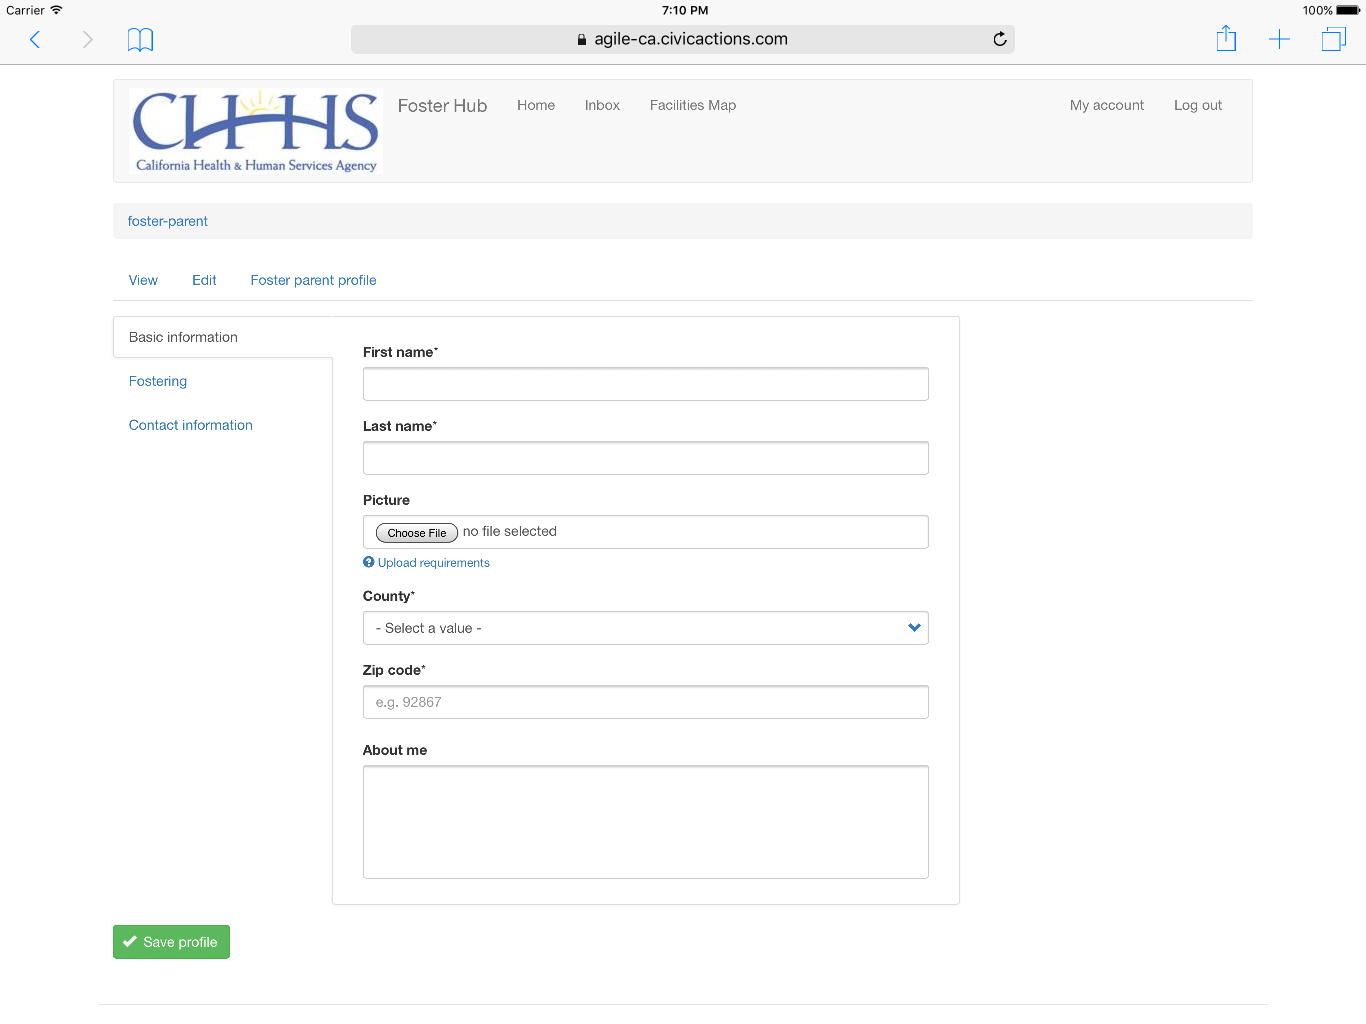 Carrier 7:10 PM 100%
agile-ca.civicactions.com
CHHS
California Health & Human Services Agency
Foster Hub Home Inbox Facilities Map My account Log out
foster-parent
View Edit Foster parent profile
Basic information
Fostering
Contact information
First name*
Last name*
Picture
Choose File no file selected
Upload requirements
County*
- Select a value -
Zip code*
e.g. 92867
About me
Save profile